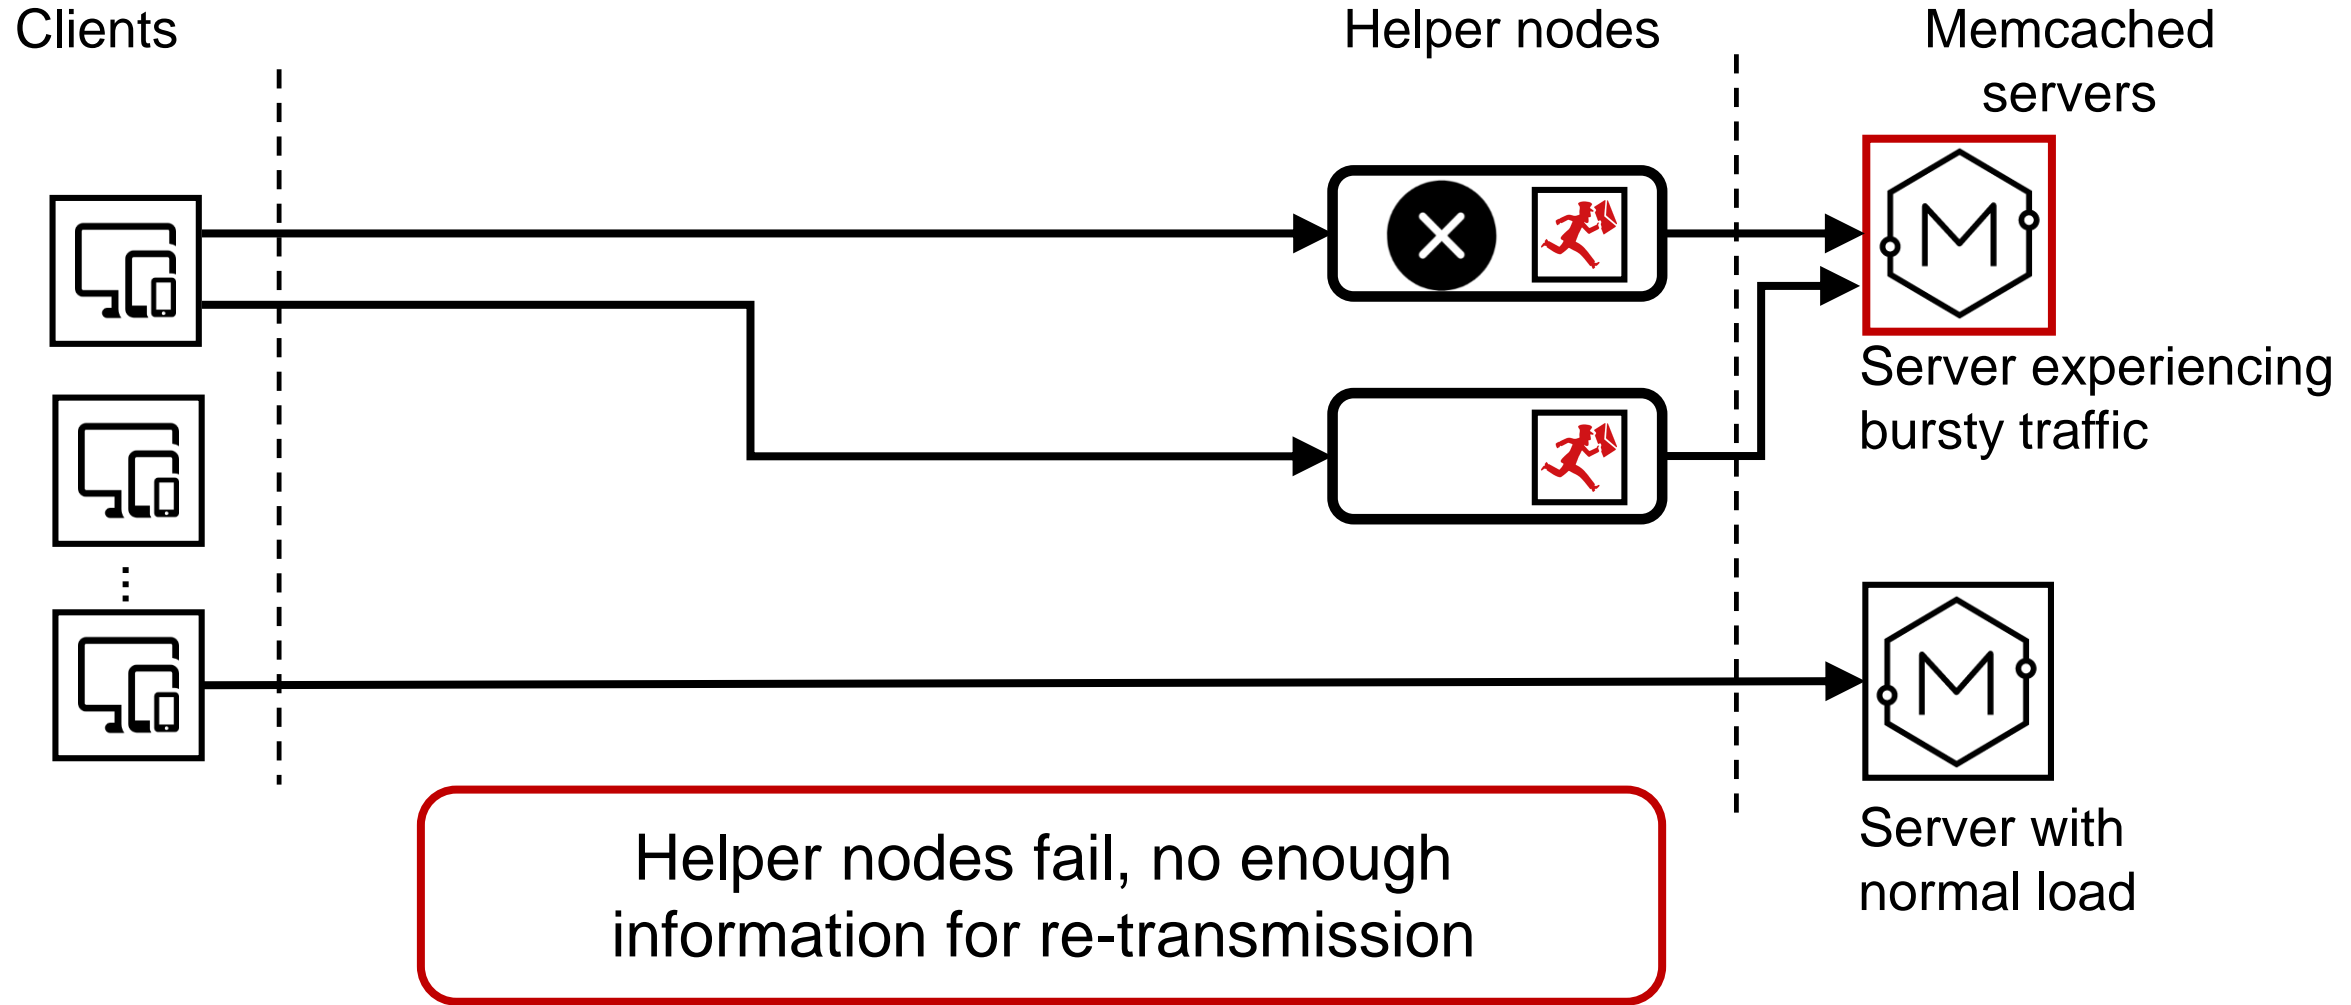 Clients
Helper nodes
Memcached
servers
Server experiencing
bursty traffic
Server with
normal load
Helper nodes fail, no enough
information for re-transmission